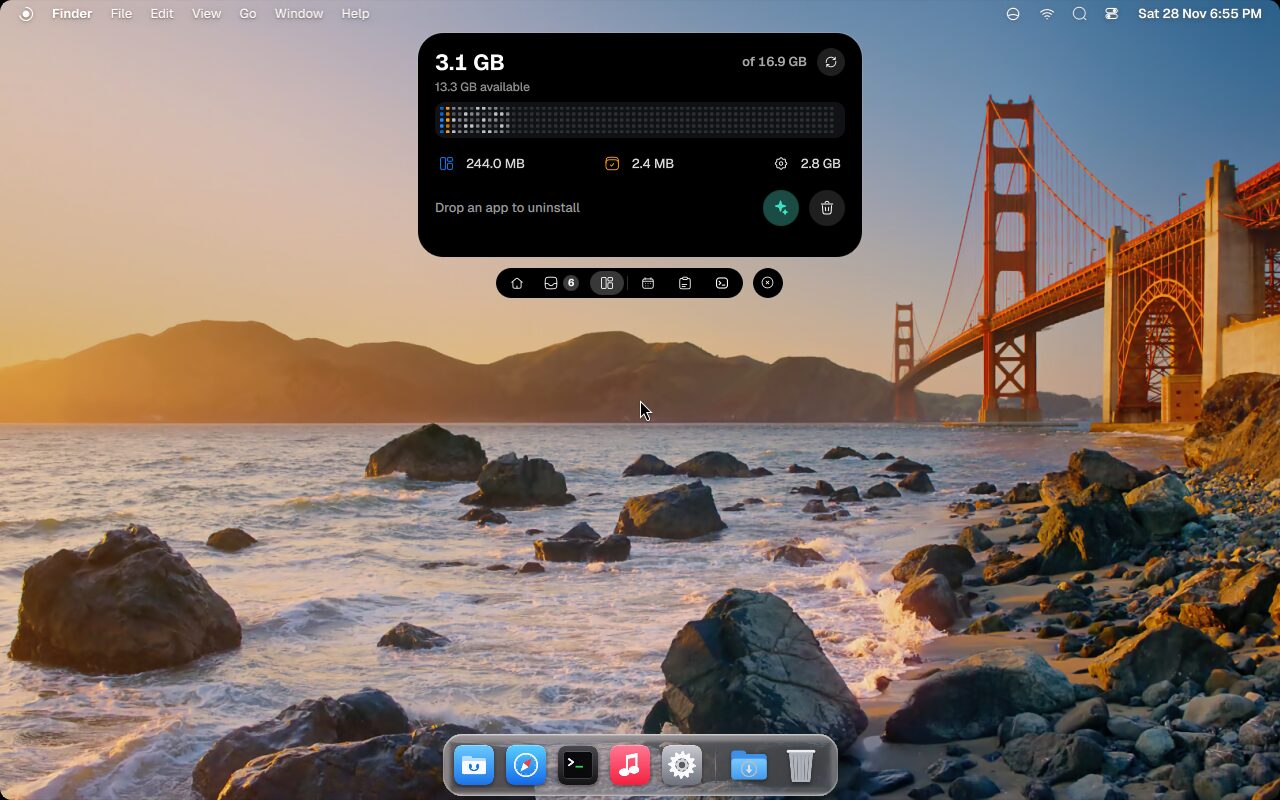 Finder File Edit View Go Window Help
Sat 28 Nov 6:55 PM
3.1 GB
of 16.9 GB
13.3 GB available
244.0 MB
2.4 MB
2.8 GB
Drop an app to uninstall
6